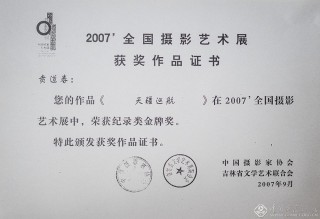 2007'全国摄影艺术展
获奖作品证书
您的作品《天疆巡航》在2007'全国摄影
艺术展中，荣获纪录类金牌奖。
特此颁发获奖作品证书。
中国摄影家协会
吉林省文学艺术联合会
2007年9月